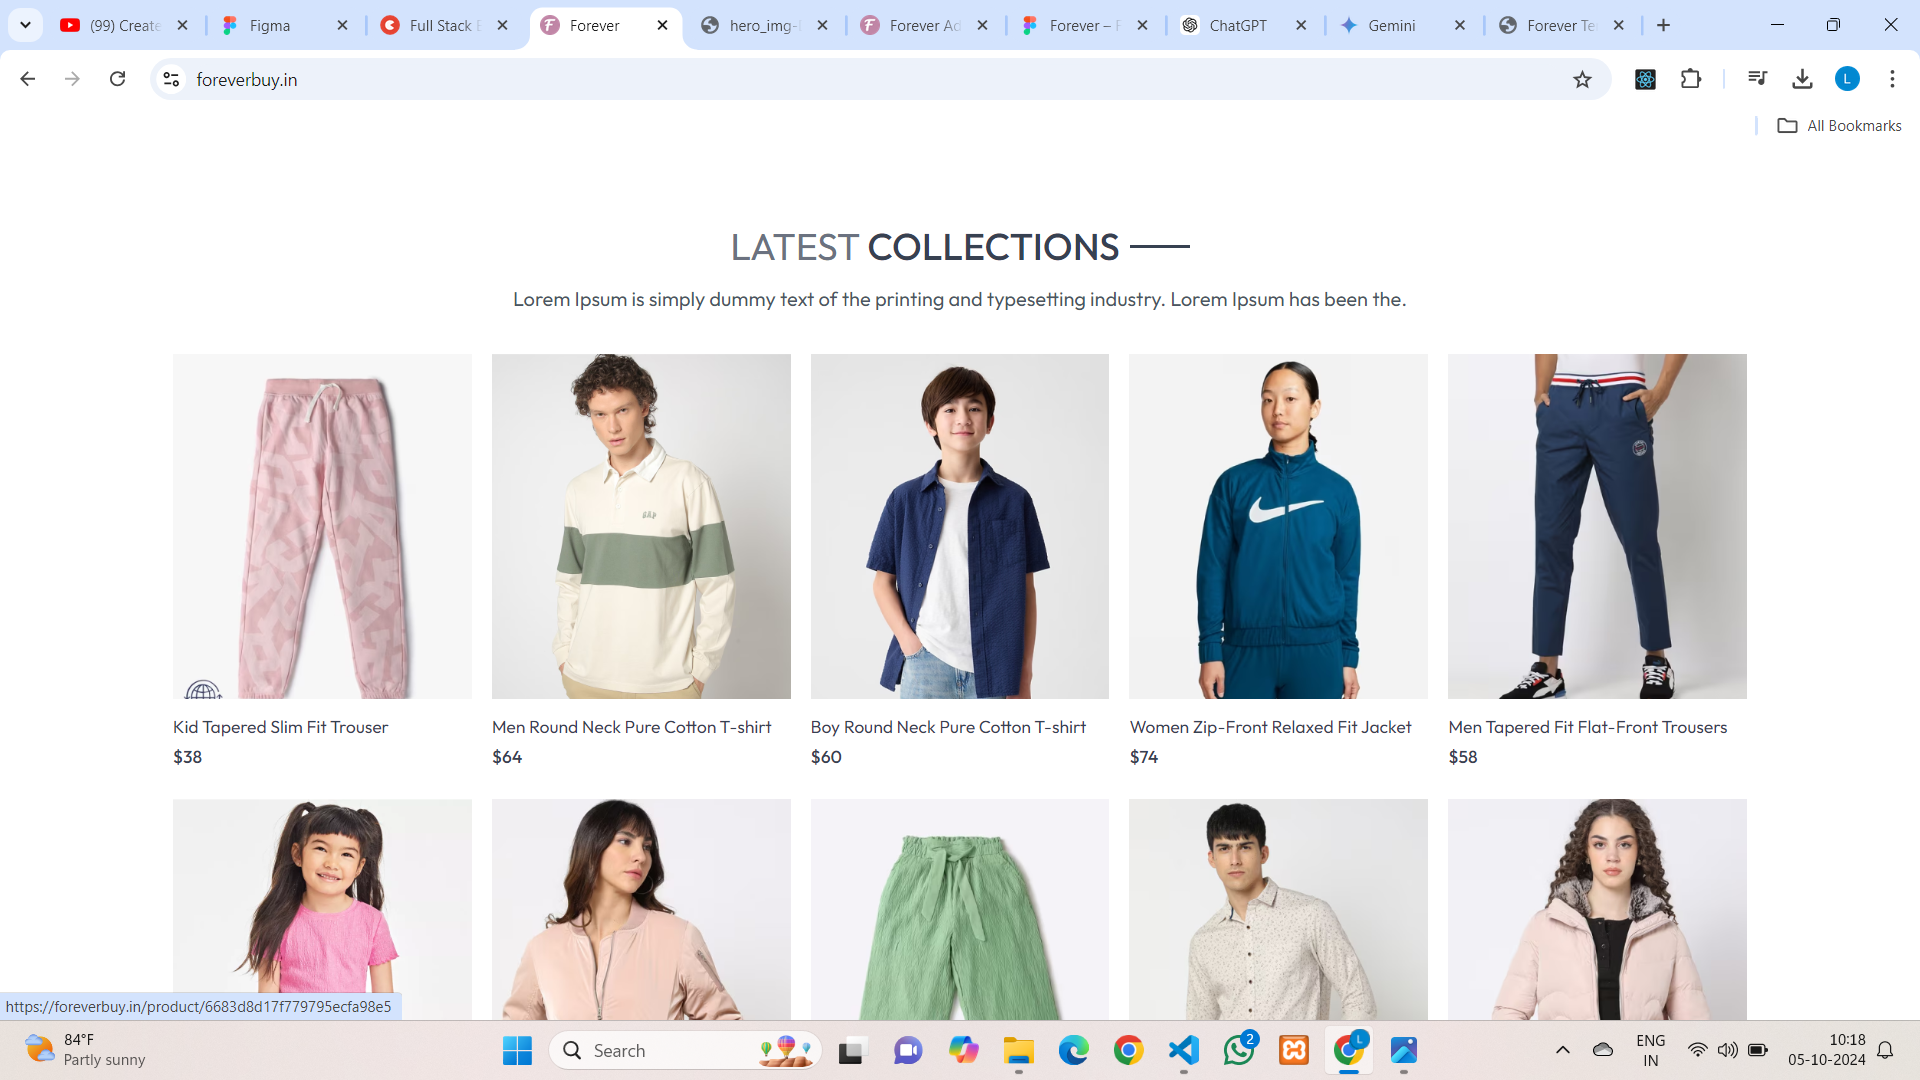 (99) Create
Figma
Full Stack E
Forever
hero_img-
Forever Ad
Forever – F
ChatGPT
Gemini
Forever Te
foreverbuy.in
L
All Bookmarks
LATEST COLLECTIONS
Lorem Ipsum is simply dummy text of the printing and typesetting industry. Lorem Ipsum has been the.
GAP
Kid Tapered Slim Fit Trouser
Men Round Neck Pure Cotton T-shirt
Boy Round Neck Pure Cotton T-shirt
Women Zip-Front Relaxed Fit Jacket
Men Tapered Fit Flat-Front Trousers
$38
$64
$60
$74
$58
https://foreverbuy.in/product/6683d8d17f779795ecfa98e5
84°F
Partly sunny
Search
2
L
ENG
IN
10:18
05-10-2024